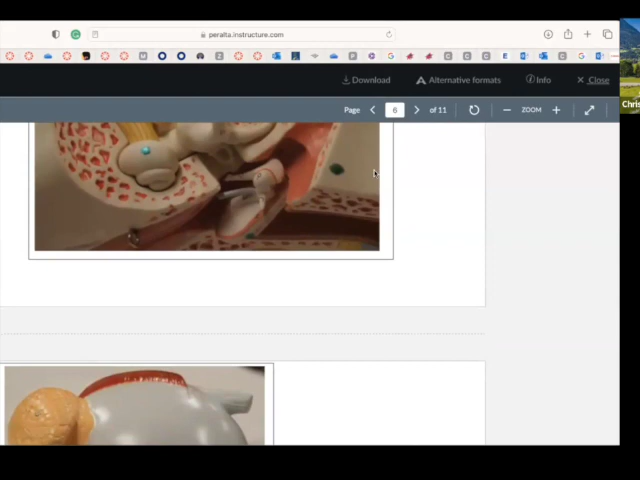 peralta.instructure.com
Download
Alternative formats
Info
Close
Page
6
of 11
ZOOM
Chris